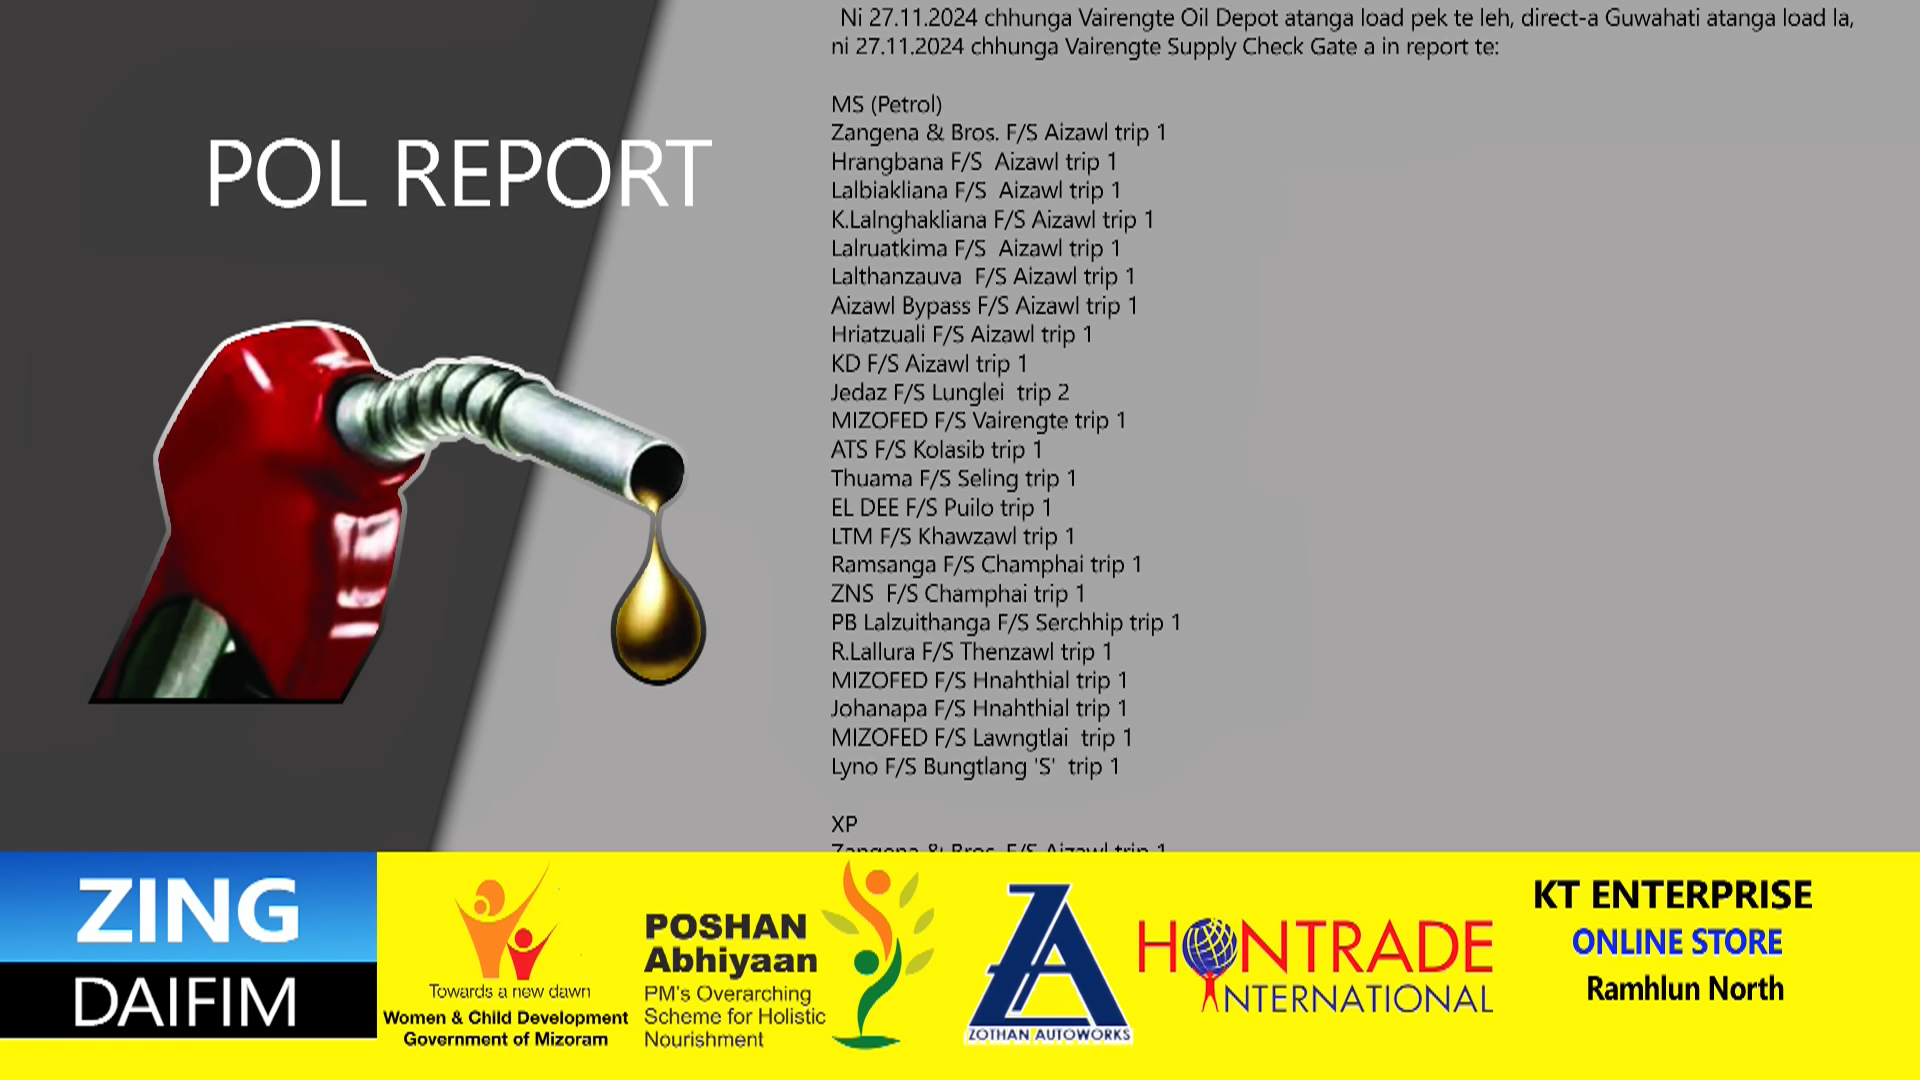 Ni 27.11.2024 chhunga Vairengte Oil Depot atanga load pek te leh, direct-a Guwahati atanga load la,
ni 27.11.2024 chhunga Vairengte Supply Check Gate a in report te:
POL REPORT
MS (Petrol)
Zangena & Bros. F/S Aizawl trip 1
Hrangbana F/S  Aizawl trip 1
Lalbiakliana F/S  Aizawl trip 1
K.Lalnghakliana F/S Aizawl trip 1
Lalruatkima F/S  Aizawl trip 1
Lalthanzauva  F/S Aizawl trip 1
Aizawl Bypass F/S Aizawl trip 1
Hriatzuali F/S Aizawl trip 1
KD F/S Aizawl trip 1
Jedaz F/S Lunglei  trip 2
MIZOFED F/S Vairengte trip 1
ATS F/S Kolasib trip 1
Thuama F/S Seling trip 1
EL DEE F/S Puilo trip 1
LTM F/S Khawzawl trip 1
Ramsanga F/S Champhai trip 1
ZNS  F/S Champhai trip 1
PB Lalzuithanga F/S Serchhip trip 1
R.Lallura F/S Thenzawl trip 1
MIZOFED F/S Hnahthial trip 1
Johanapa F/S Hnahthial trip 1
MIZOFED F/S Lawngtlai  trip 1
Lyno F/S Bungtlang 'S'  trip 1
XP
Zangena & Bros. F/S Aizawl trip 1
ZING
DAIFIM
Towards a new dawn
Women & Child Development
Government of Mizoram
POSHAN
Abhiyaan
PM's Overarching
Scheme for Holistic
Nourishment
ZA
ZOTHAN AUTOWORKS
HONTRADE
INTERNATIONAL
KT ENTERPRISE
ONLINE STORE
Ramhlun North